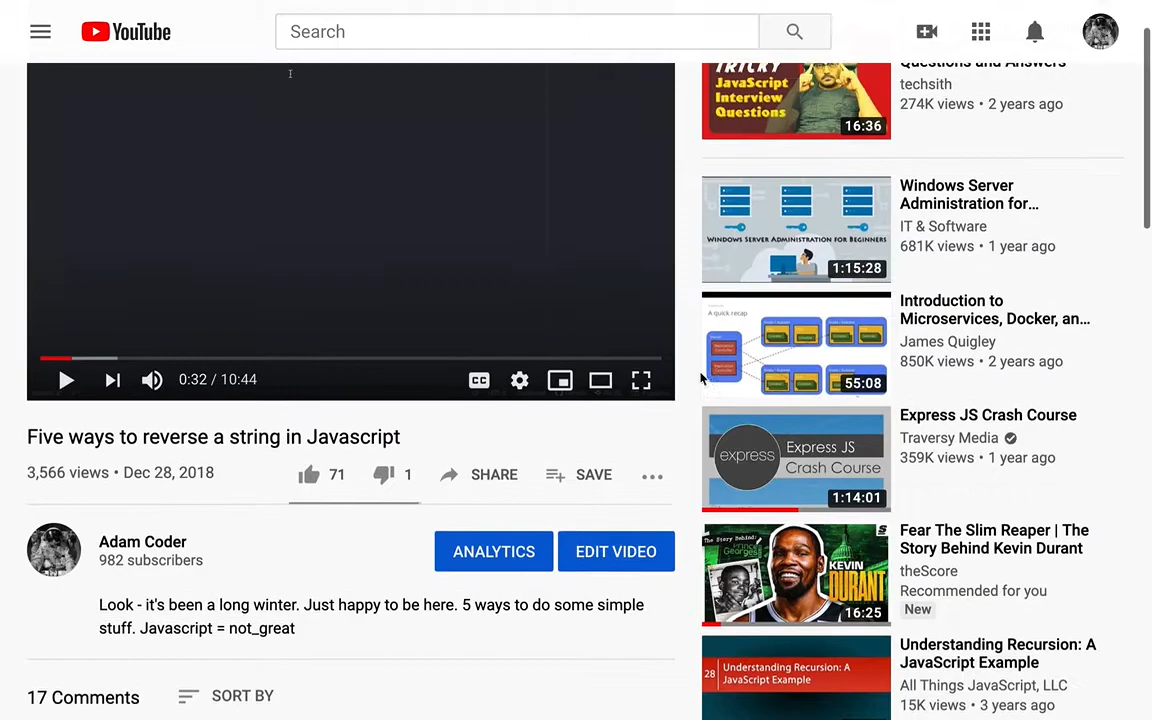 YouTube
Search
0:32 / 10:44
CC
Five ways to reverse a string in Javascript
3,566 views • Dec 28, 2018
71
1
SHARE
SAVE
Adam Coder
982 subscribers
ANALYTICS
EDIT VIDEO
Look - it's been a long winter. Just happy to be here. 5 ways to do some simple
stuff. Javascript = not_great
17 Comments
SORT BY
TRICKY
JavaScript
Interview
Questions
16:36
Questions and Answers
techsith
274K views • 2 years ago
WINDOWS SERVER ADMINISTRATION FOR BEGINNERS
1:15:28
Windows Server
Administration for...
IT & Software
681K views • 1 year ago
A quick recap
55:08
Introduction to
Microservices, Docker, an...
James Quigley
850K views • 2 years ago
express
Express JS
Crash Course
1:14:01
Express JS Crash Course
Traversy Media
359K views • 1 year ago
The Story Behind:
KEVIN
DURANT
16:25
Fear The Slim Reaper | The
Story Behind Kevin Durant
theScore
Recommended for you
New
28
Understanding Recursion: A
JavaScript Example
Understanding Recursion: A
JavaScript Example
All Things JavaScript, LLC
15K views • 3 years ago